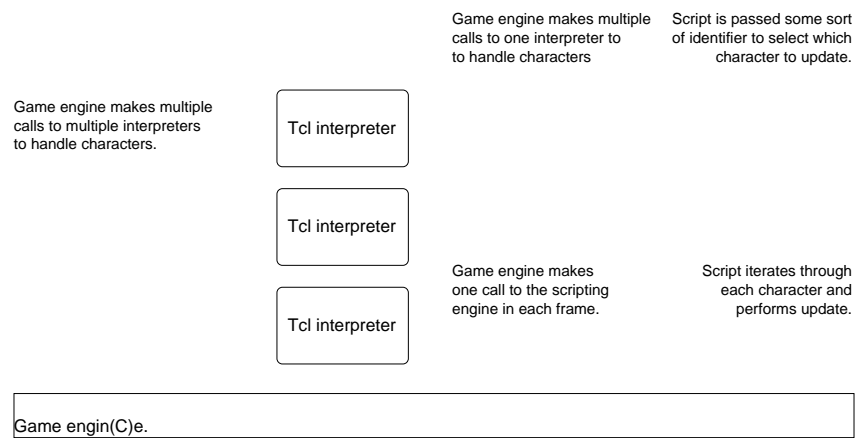 Game engine makes multiple
calls to one interpreter to
to handle characters
Script is passed some sort
of identifier to select which
character to update.
Game engine makes multiple
calls to multiple interpreters
to handle characters.
Tcl interpreter
Tcl interpreter
Game engine makes
one call to the scripting
engine in each frame.
Script iterates through
each character and
performs update.
Tcl interpreter
Game engin(C)e.